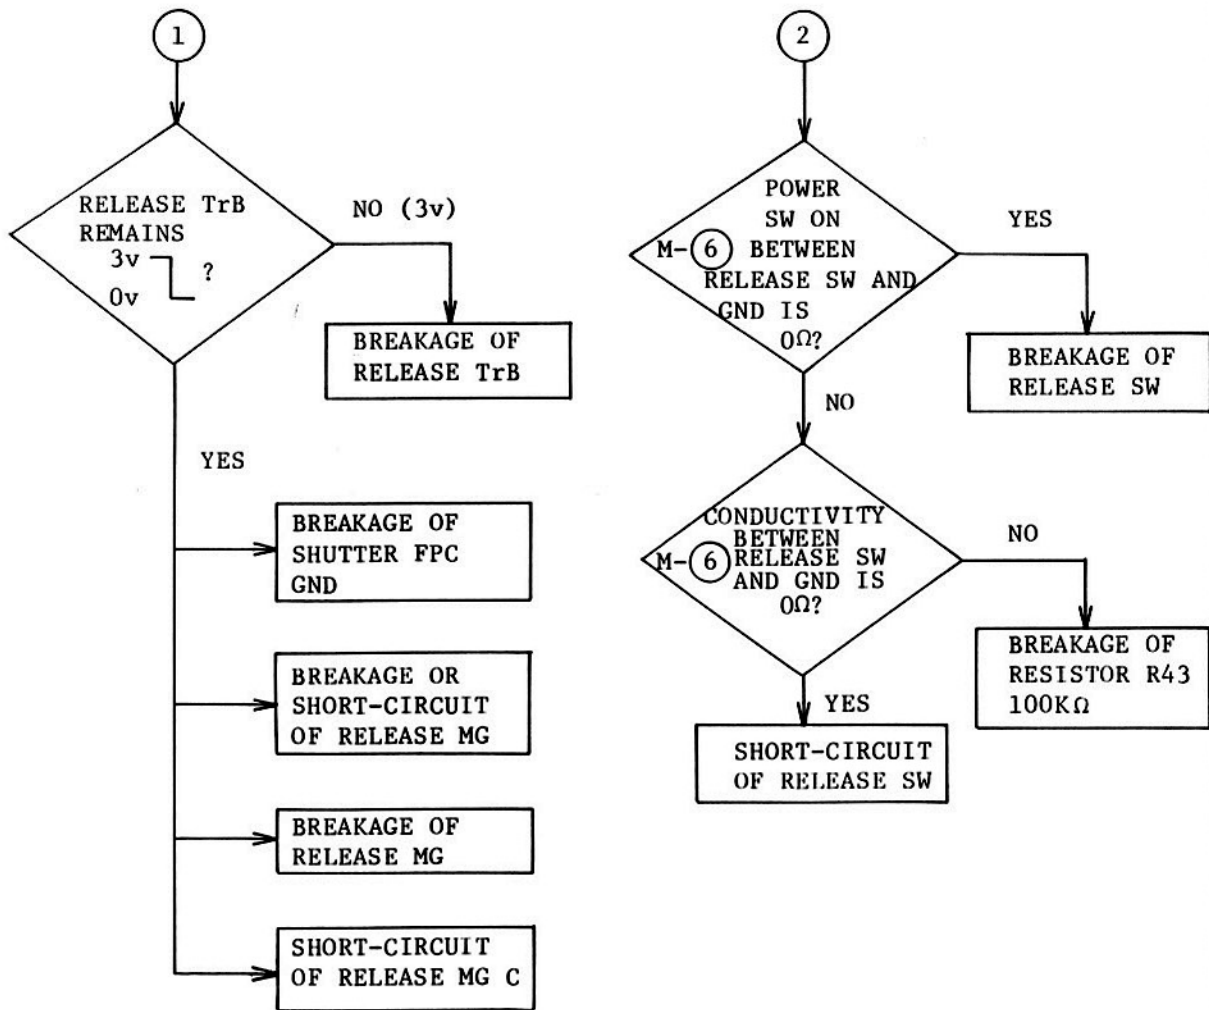 1
RELEASE TrB
REMAINS
3v
?
0v
NO (3v)
BREAKAGE OF
RELEASE TrB
YES
BREAKAGE OF
SHUTTER FPC
GND
BREAKAGE OR
SHORT-CIRCUIT
OF RELEASE MG
BREAKAGE OF
RELEASE MG
SHORT-CIRCUIT
OF RELEASE MG C
2
POWER
SW ON
M-6 BETWEEN
RELEASE SW AND
GND IS
0Ω?
YES
BREAKAGE OF
RELEASE SW
NO
CONDUCTIVITY
BETWEEN
M-6 RELEASE SW
AND GND IS
0Ω?
NO
BREAKAGE OF
RESISTOR R43
100KΩ
YES
SHORT-CIRCUIT
OF RELEASE SW